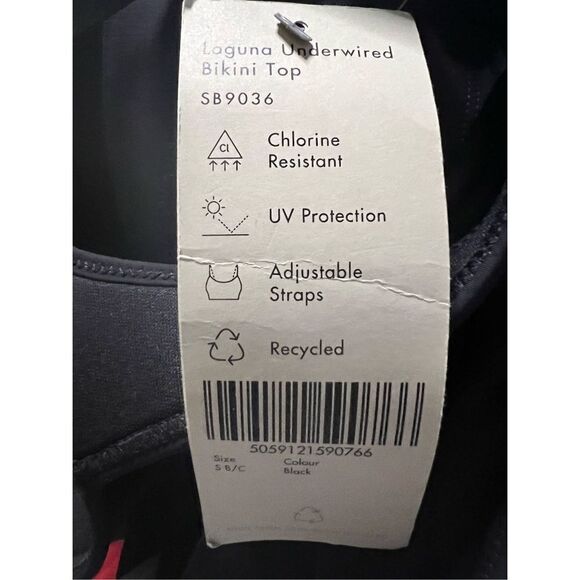 Laguna Underwired
Bikini Top
SB9036
Cl
Chlorine
Resistant
UV Protection
Adjustable
Straps
Recycled
5059121590766
Size
S B/C
Colour
Black